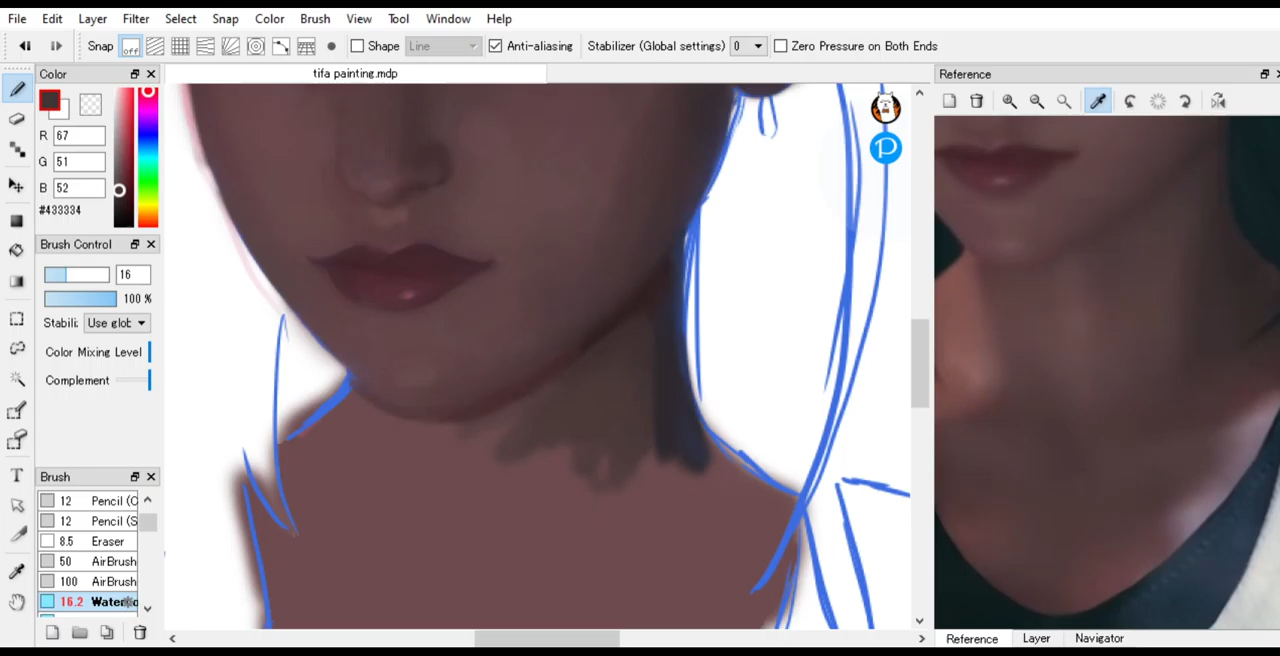 File Edit Layer Filter Select Snap Color Brush View Tool Window Help
Snap off Shape Line Anti-aliasing Stabilizer (Global settings) 0 Zero Pressure on Both Ends
Color
tifa painting.mdp
Reference
R 67
G 51
B 52
#433334
Brush Control
16
100 %
Stabili: Use glob
Color Mixing Level
Complement
Brush
12 Pencil (C
12 Pencil (S
8.5 Eraser
50 AirBrush
100 AirBrush
16.2
T
Reference Layer Navigator